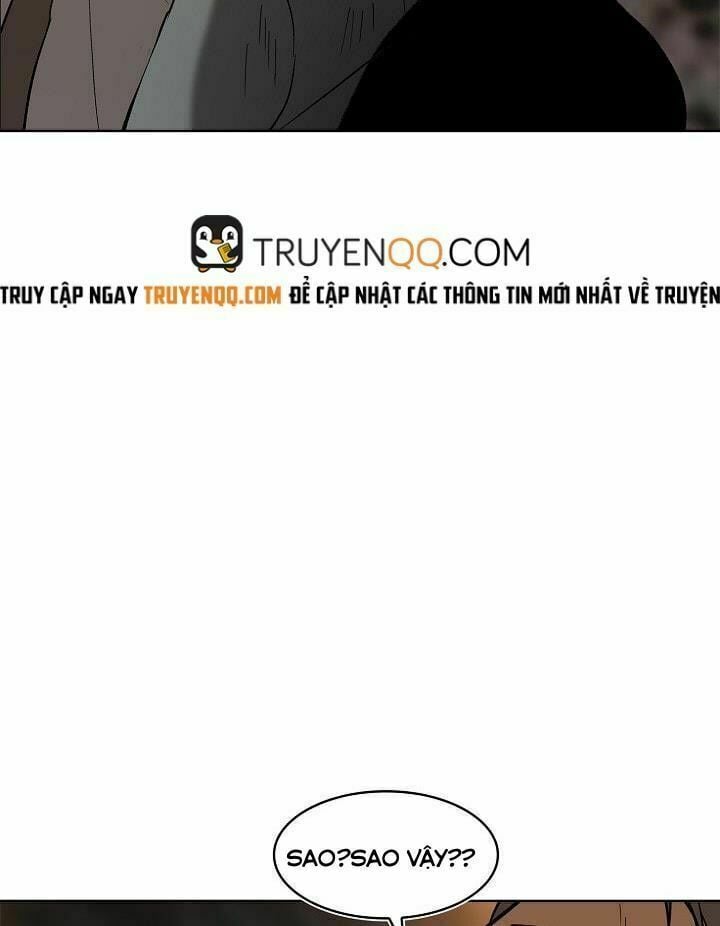 TRUYENQQ.COM
TRUY CẬP NGAY TRUYENQQ.COM ĐỂ CẬP NHẬT CÁC THÔNG TIN MỚI NHẤT VỀ TRUYỆN
SAO?SAO VẬY??